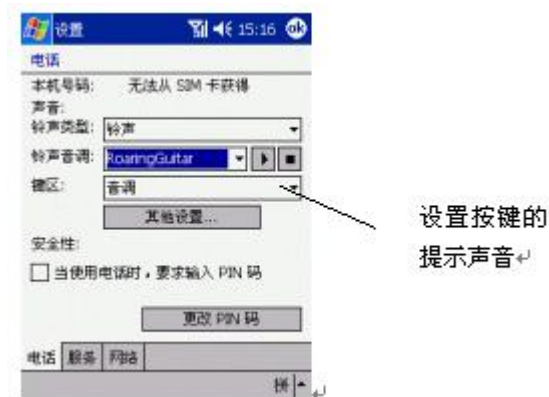 设置 15:16 ok
电话
本机号码: 无法从 SIM 卡获得
声音:
铃声类型: 铃声
铃声音调: RoaringGuitar
键区: 音调
其他设置...
设置按键的
提示声音
安全性:
当使用电话时，要求输入 PIN 码
更改 PIN 码
电话 服务 网络
拼